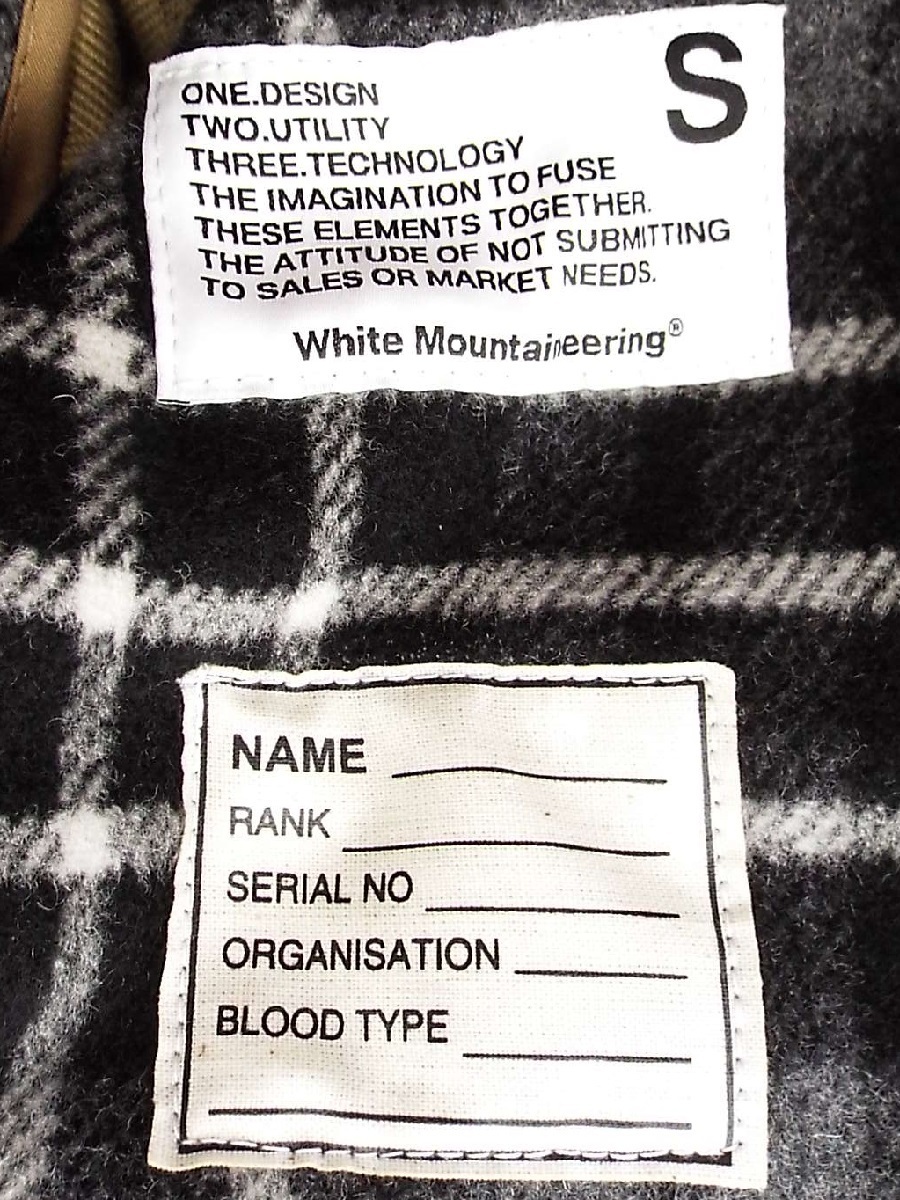 S
ONE.DESIGN
TWO.UTILITY
THREE.TECHNOLOGY
THE IMAGINATION TO FUSE
THESE ELEMENTS TOGETHER.
THE ATTITUDE OF NOT SUBMITTING
TO SALES OR MARKET NEEDS.
White Mountaineering®
NAME
RANK
SERIAL NO
ORGANISATION
BLOOD TYPE